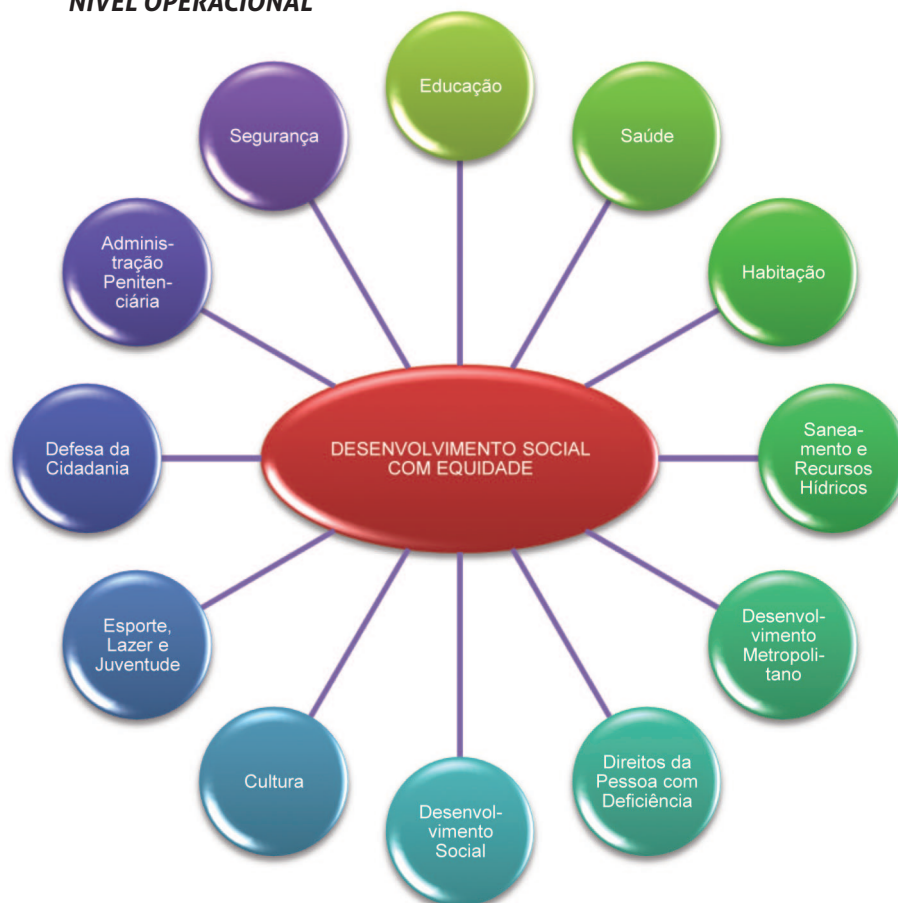 NÍVEL OPERACIONAL
Educação
Saúde
Habitação
Sanea-
mento e
Recursos
Hídricos
Desenvol-
vimento
Metropoli-
tano
Direitos da
Pessoa com
Deficiência
Desenvol-
vimento
Social
Cultura
Esporte,
Lazer e
Juventude
Defesa da
Cidadania
Adminis-
tração
Peniten-
ciária
Segurança
DESENVOLVIMENTO SOCIAL
COM EQUIDADE